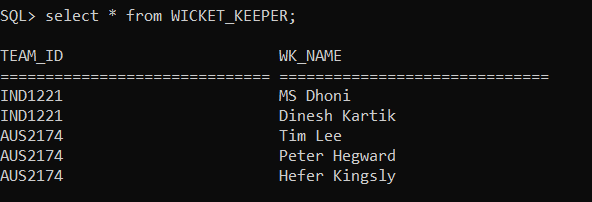 SQL> select * from WICKET_KEEPER;
TEAM_ID WK_NAME
============================== ==============================
IND1221 MS Dhoni
IND1221 Dinesh Kartik
AUS2174 Tim Lee
AUS2174 Peter Hegward
AUS2174 Hefer Kingsly